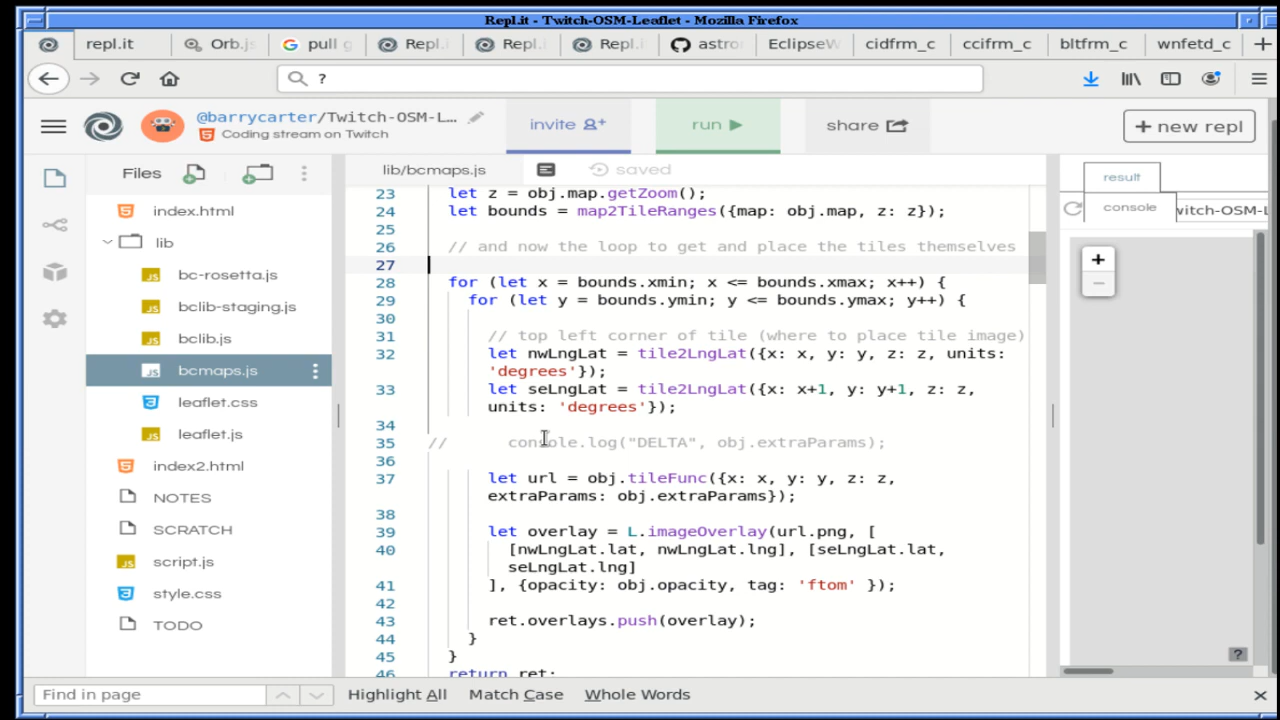 Repl.it - Twitch-OSM-Leaflet - Mozilla Firefox
repl.it Orb.js pull g Repl. Repl. Repl. astro EclipseW cidfrm_c ccifrm_c bltfrm_c wnfetd_c
?
@barrycarter/Twitch-OSM-L...
Coding stream on Twitch
invite
run
share
+ new repl
Files
index.html
lib
bc-rosetta.js
bclib-staging.js
bclib.js
bcmaps.js
leaflet.css
leaflet.js
index2.html
NOTES
SCRATCH
script.js
style.css
TODO
lib/bcmaps.js
saved
23 let z = obj.map.getZoom();
24 let bounds = map2TileRanges({map: obj.map, z: z});
25
26 // and now the loop to get and place the tiles themselves
27
28 for (let x = bounds.xmin; x <= bounds.xmax; x++) {
29 for (let y = bounds.ymin; y <= bounds.ymax; y++) {
30
31 // top left corner of tile (where to place tile image)
32 let nwLngLat = tile2LngLat({x: x, y: y, z: z, units:
'degrees'});
33 let seLngLat = tile2LngLat({x: x+1, y: y+1, z: z,
units: 'degrees'});
34
35 // console.log("DELTA", obj.extraParams);
36
37 let url = obj.tileFunc({x: x, y: y, z: z,
extraParams: obj.extraParams});
38
39 let overlay = L.imageOverlay(url.png, [
40 [nwLngLat.lat, nwLngLat.lng], [seLngLat.lat,
seLngLat.lng]
41 ], {opacity: obj.opacity, tag: 'ftom' });
42
43 ret.overlays.push(overlay);
44 }
45 }
46 return ret;
result
console
witch-OSM-L
+
−
?
Find in page
Highlight All
Match Case
Whole Words